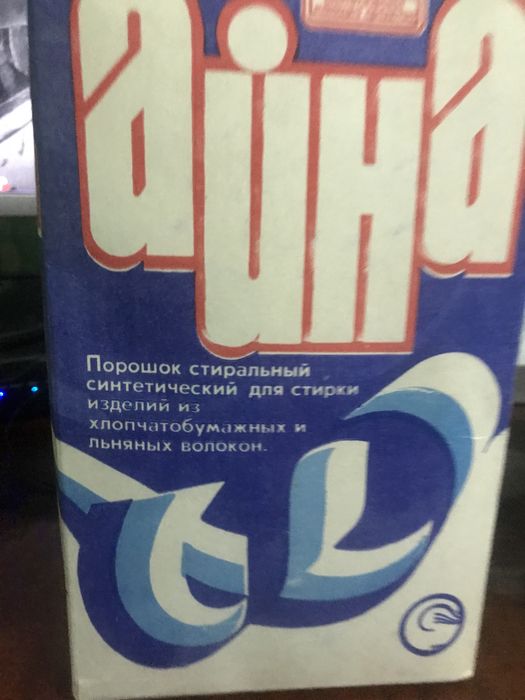 айна
Порошок стиральный
синтетический для стирки
изделий из
хлопчатобумажных и
льняных волокон.